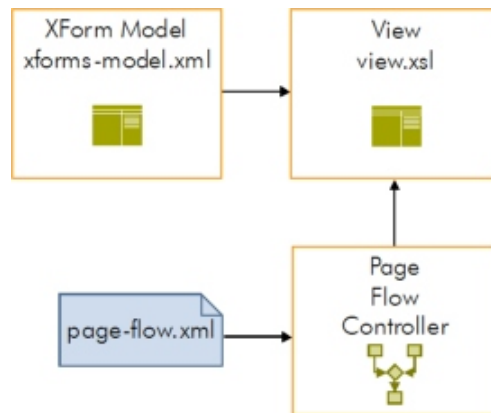 XForm Model
xforms-model.xml
View
view.xsl
page-flow.xml
Page
Flow
Controller